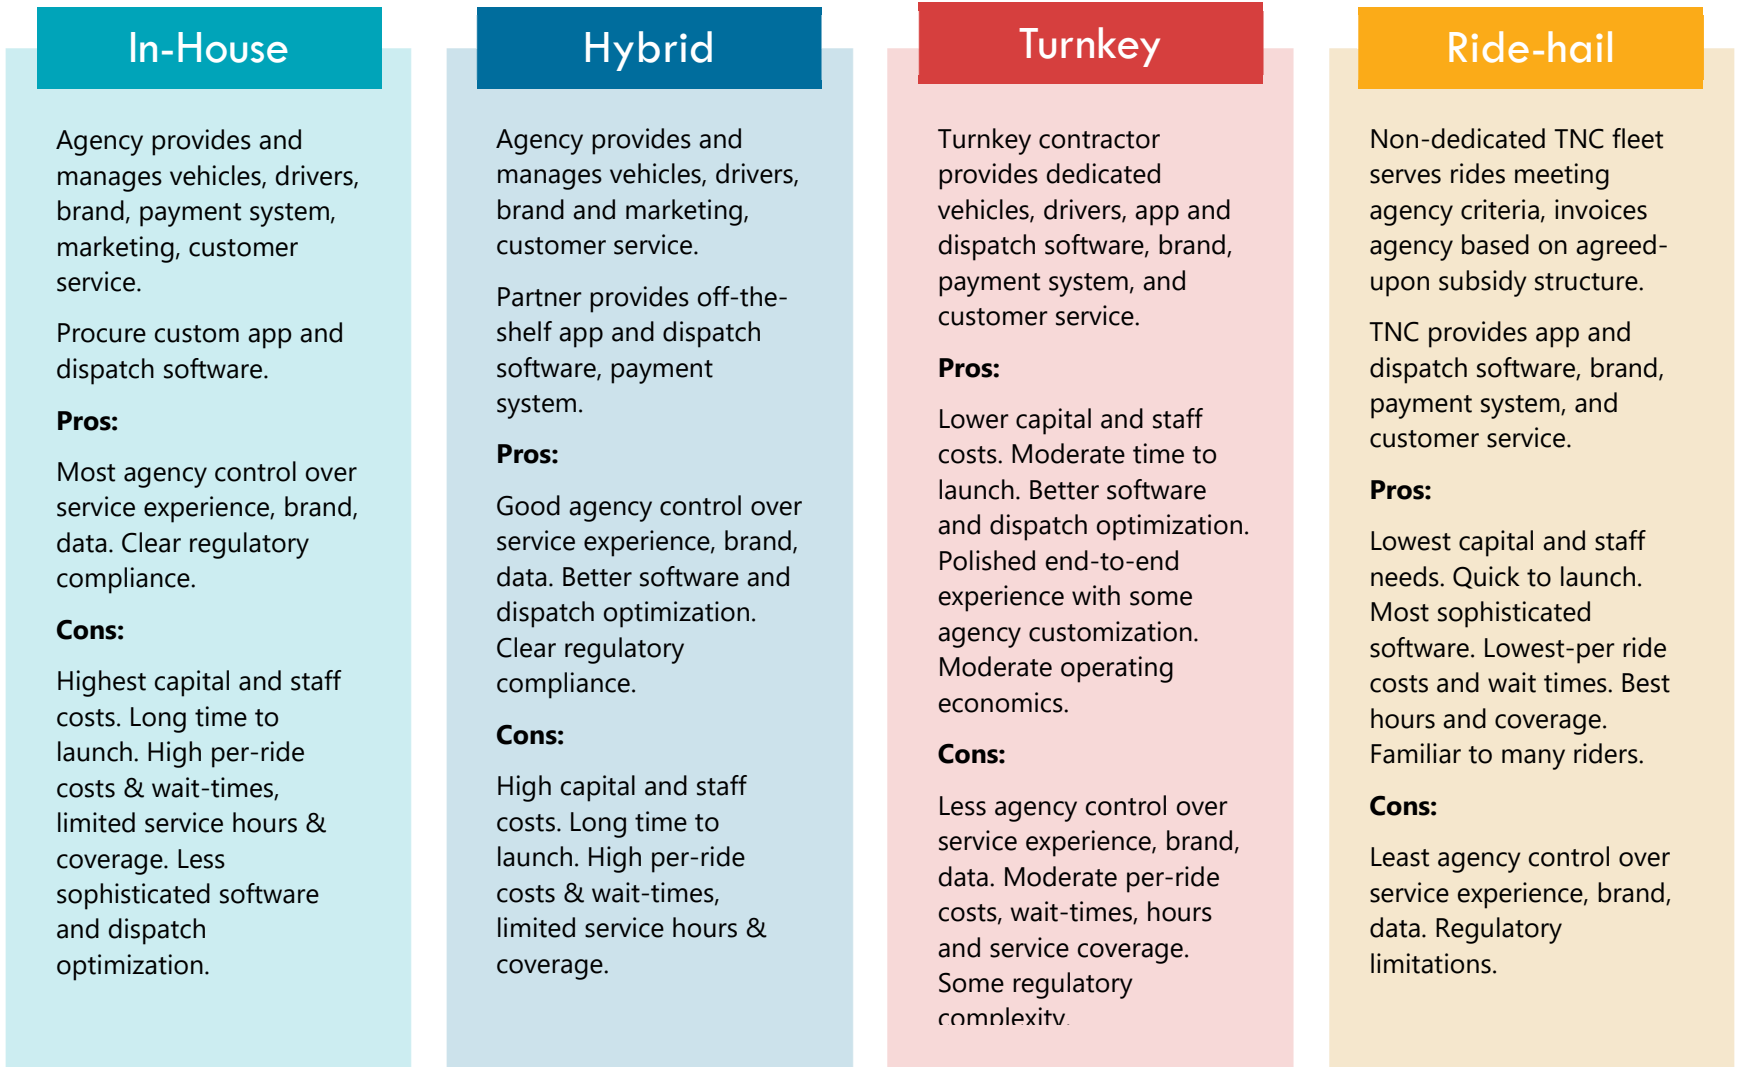 In-House
Agency provides and
manages vehicles, drivers,
brand, payment system,
marketing, customer
service.
Procure custom app and
dispatch software.
Pros:
Most agency control over
service experience, brand,
data. Clear regulatory
compliance.
Cons:
Highest capital and staff
costs. Long time to
launch. High per-ride
costs & wait-times,
limited service hours &
coverage. Less
sophisticated software
and dispatch
optimization.
Hybrid
Agency provides and
manages vehicles, drivers,
brand and marketing,
customer service.
Partner provides off-the-
shelf app and dispatch
software, payment
system.
Pros:
Good agency control over
service experience, brand,
data. Better software and
dispatch optimization.
Clear regulatory
compliance.
Cons:
High capital and staff
costs. Long time to
launch. High per-ride
costs & wait-times,
limited service hours &
coverage.
Turnkey
Turnkey contractor
provides dedicated
vehicles, drivers, app and
dispatch software, brand,
payment system, and
customer service.
Pros:
Lower capital and staff
costs. Moderate time to
launch. Better software
and dispatch optimization.
Polished end-to-end
experience with some
agency customization.
Moderate operating
economics.
Cons:
Less agency control over
service experience, brand,
data. Moderate per-ride
costs, wait-times, hours
and service coverage.
Some regulatory
complexity.
Ride-hail
Non-dedicated TNC fleet
serves rides meeting
agency criteria, invoices
agency based on agreed-
upon subsidy structure.
TNC provides app and
dispatch software, brand,
payment system, and
customer service.
Pros:
Lowest capital and staff
needs. Quick to launch.
Most sophisticated
software. Lowest-per ride
costs and wait times. Best
hours and coverage.
Familiar to many riders.
Cons:
Least agency control over
service experience, brand,
data. Regulatory
limitations.